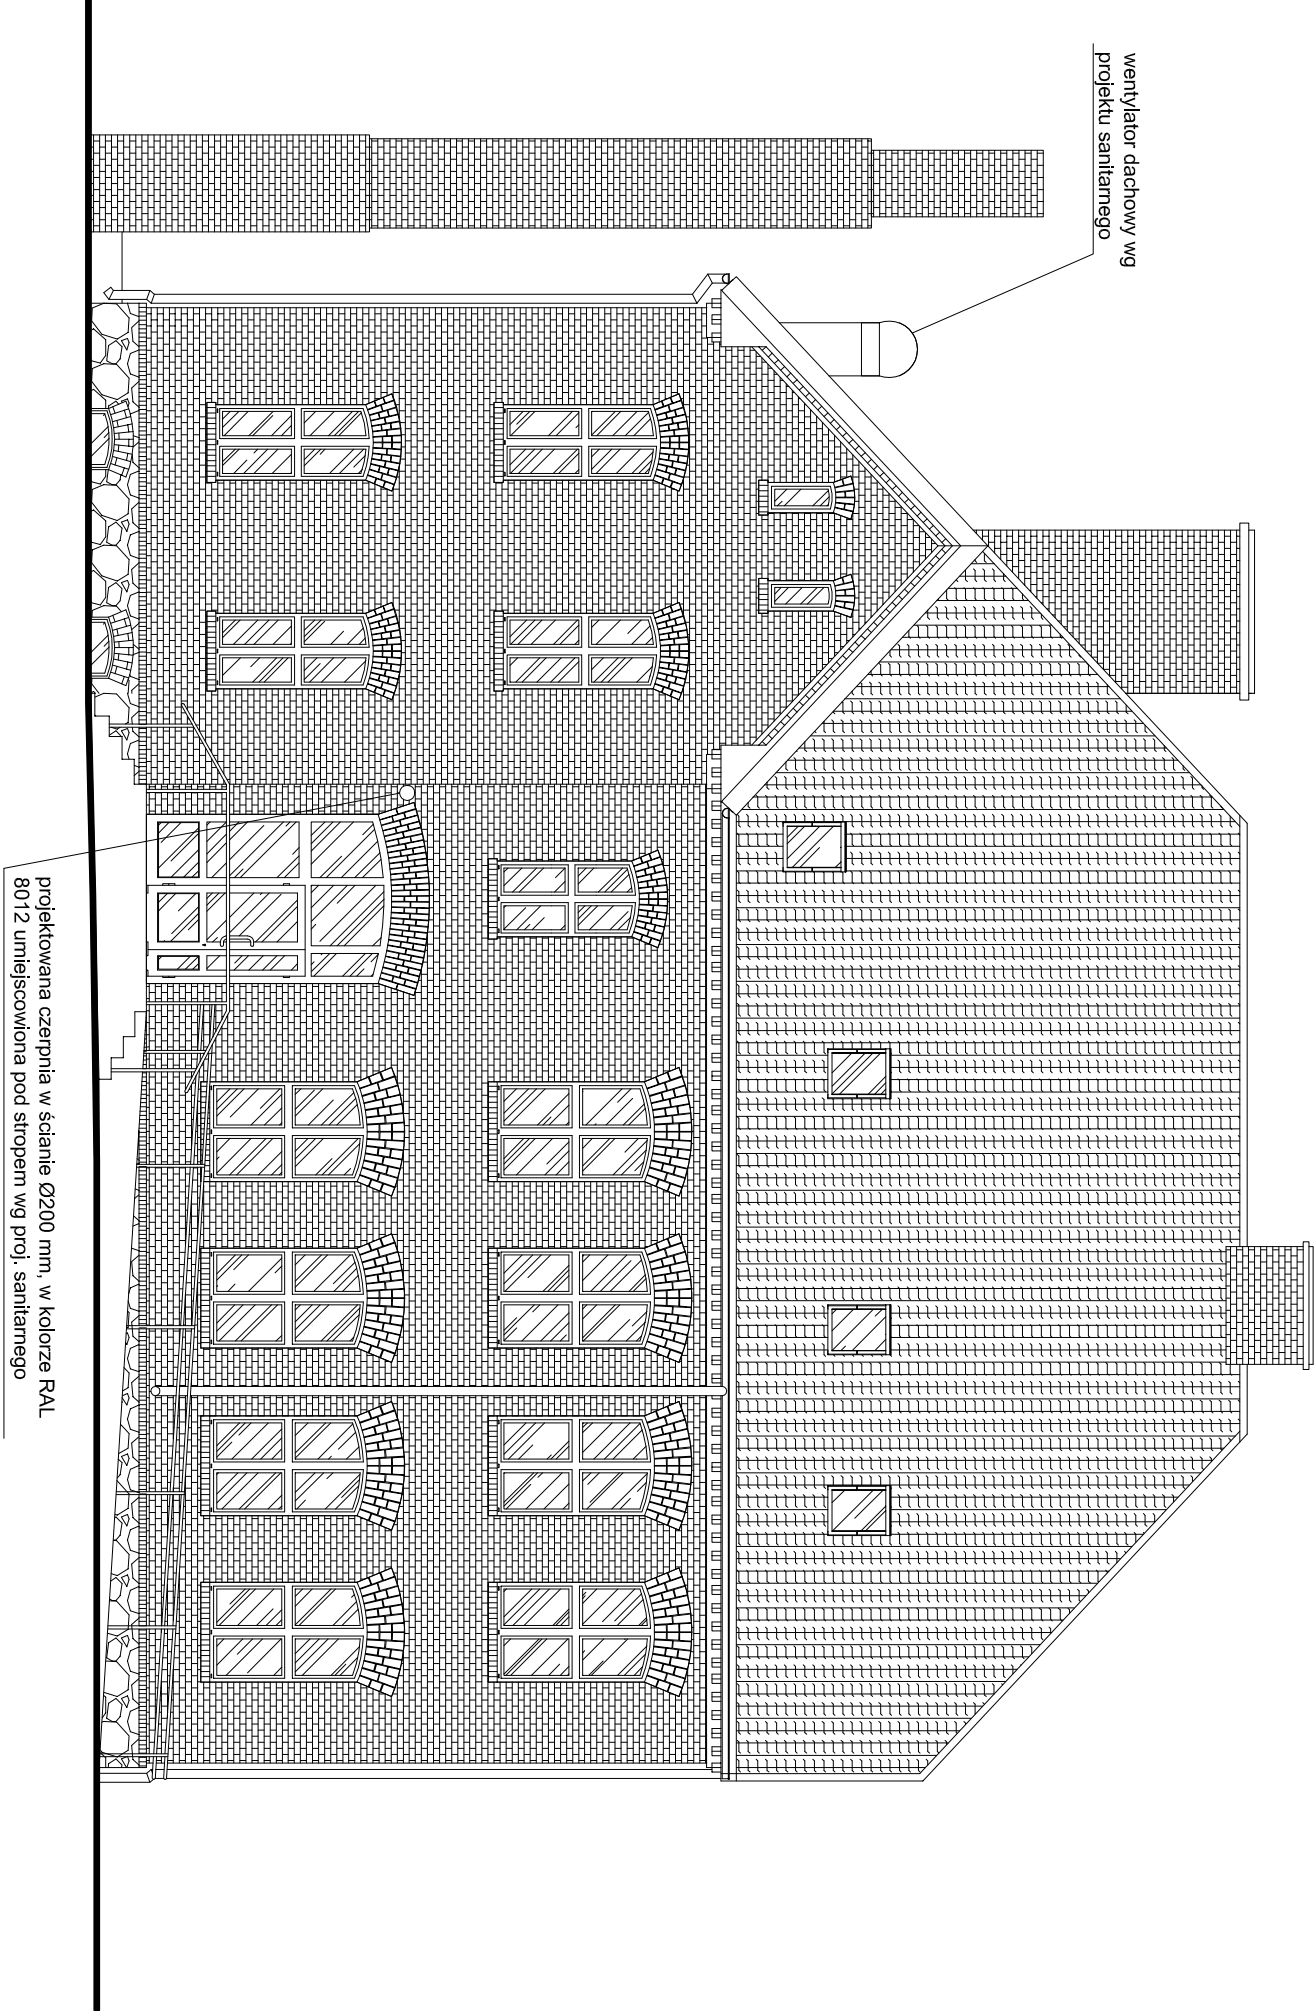 wentylator dachowy wg
projektu sanitarnego
projektowana czerpnia w ścianie Ø200 mm, w kolorze RAL
8012 umiejscowiona pod stropem wg proj. sanitarnego